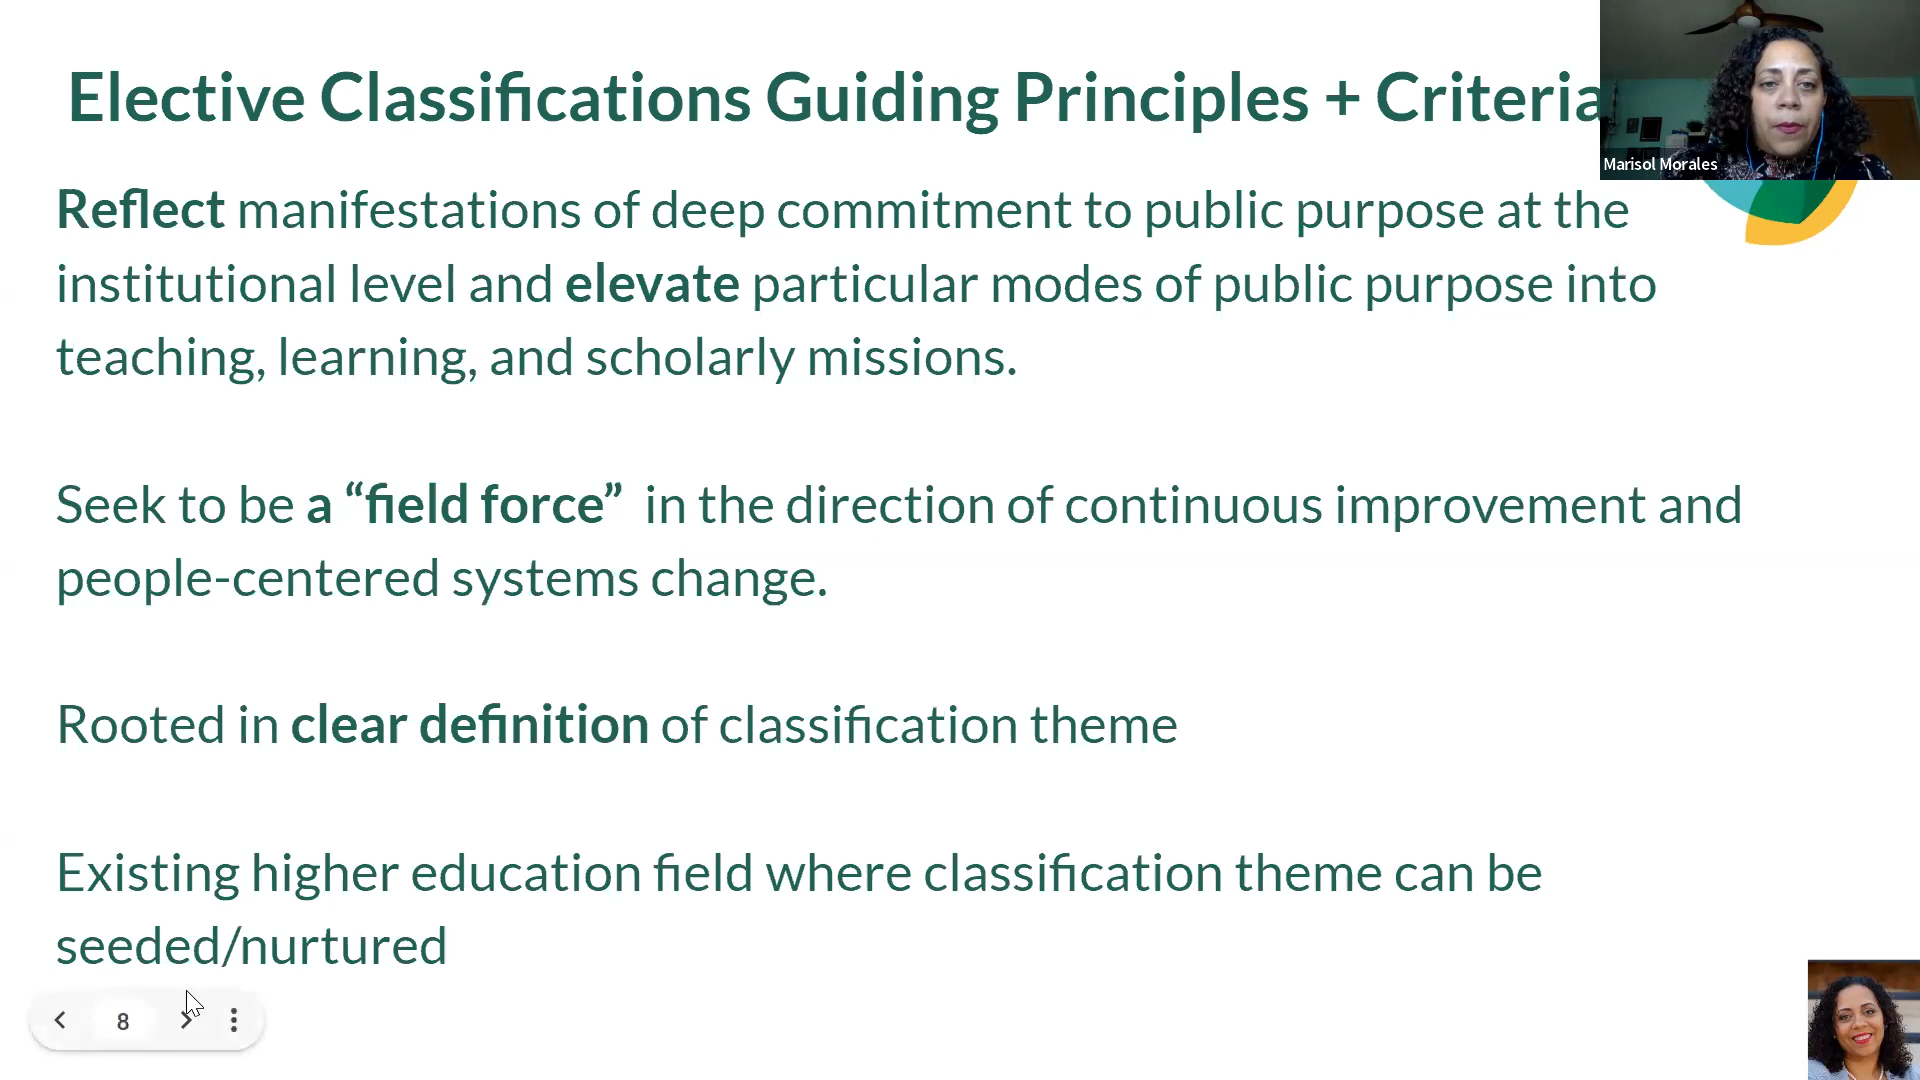 Elective Classifications Guiding Principles + Criteria
Marisol Morales
Reflect manifestations of deep commitment to public purpose at the
institutional level and elevate particular modes of public purpose into
teaching, learning, and scholarly missions.
Seek to be a “field force” in the direction of continuous improvement and
people-centered systems change.
Rooted in clear definition of classification theme
Existing higher education field where classification theme can be
seeded/nurtured
8